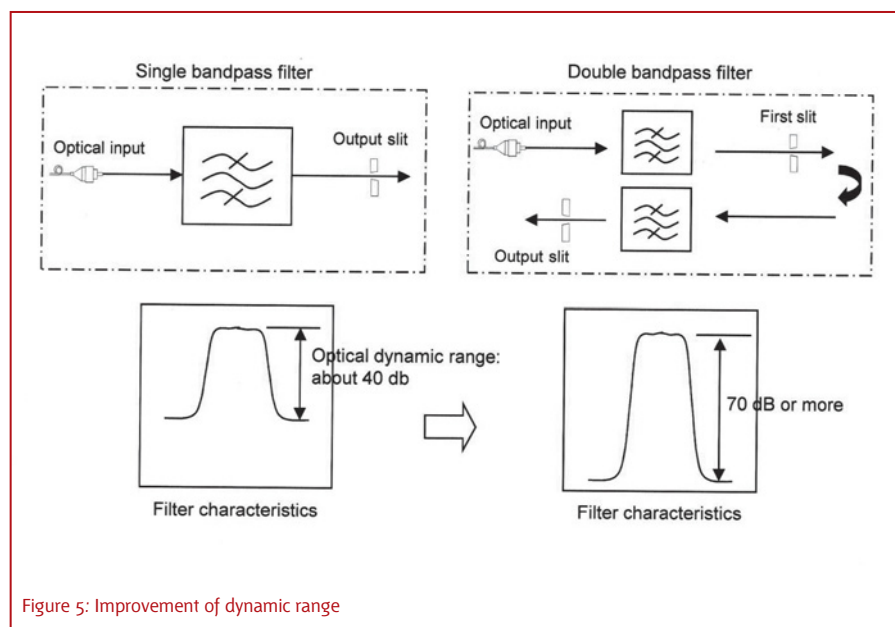 Single bandpass filter
Optical input
Output slit
Double bandpass filter
Optical input
First slit
Output slit
Optical dynamic range:
about 40 db
Filter characteristics
70 dB or more
Filter characteristics
Figure 5: Improvement of dynamic range